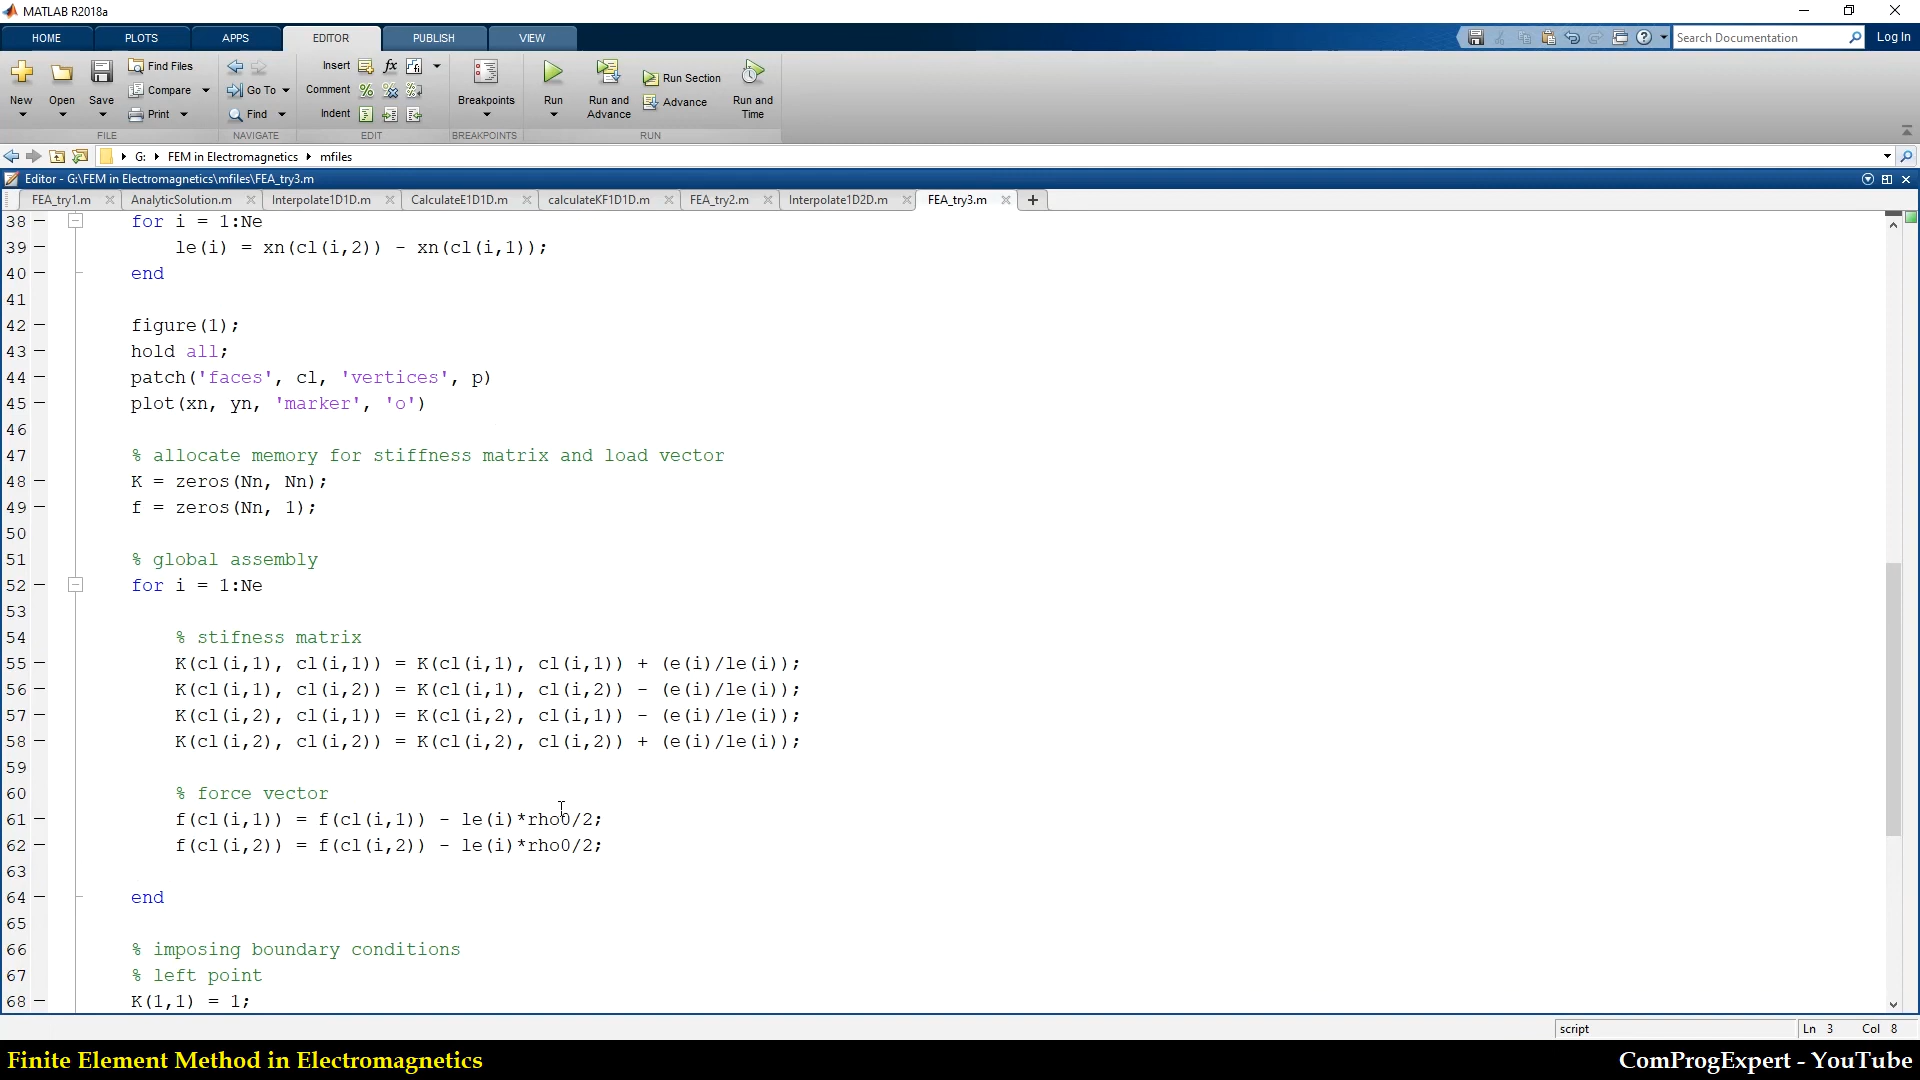 MATLAB R2018a
HOME PLOTS APPS EDITOR PUBLISH VIEW
Search Documentation
Log In
New Open Save
Find Files
Compare
Print
FILE
Go To
Find
NAVIGATE
Insert fx
Comment
Indent
EDIT
Breakpoints
BREAKPOINTS
Run
Run and Advance
Run Section
Advance
Run and Time
RUN
G: FEM in Electromagnetics mfiles
Editor - G:\FEM in Electromagnetics\mfiles\FEA_try3.m
FEA_try1.m AnalyticSolution.m Interpolate1D1D.m CalculateE1D1D.m calculateKF1D1D.m FEA_try2.m Interpolate1D2D.m FEA_try3.m
38 for i = 1:Ne
39 le(i) = xn(cl(i,2)) - xn(cl(i,1));
40 end
41
42 figure(1);
43 hold all;
44 patch('faces', cl, 'vertices', p)
45 plot(xn, yn, 'marker', 'o')
46
47 % allocate memory for stiffness matrix and load vector
48 K = zeros(Nn, Nn);
49 f = zeros(Nn, 1);
50
51 % global assembly
52 for i = 1:Ne
53
54 % stifness matrix
55 K(cl(i,1), cl(i,1)) = K(cl(i,1), cl(i,1)) + (e(i)/le(i));
56 K(cl(i,1), cl(i,2)) = K(cl(i,1), cl(i,2)) - (e(i)/le(i));
57 K(cl(i,2), cl(i,1)) = K(cl(i,2), cl(i,1)) - (e(i)/le(i));
58 K(cl(i,2), cl(i,2)) = K(cl(i,2), cl(i,2)) + (e(i)/le(i));
59
60 % force vector
61 f(cl(i,1)) = f(cl(i,1)) - le(i)*rho0/2;
62 f(cl(i,2)) = f(cl(i,2)) - le(i)*rho0/2;
63
64 end
65
66 % imposing boundary conditions
67 % left point
68 K(1,1) = 1;
script Ln 3 Col 8
Finite Element Method in Electromagnetics
ComProgExpert - YouTube